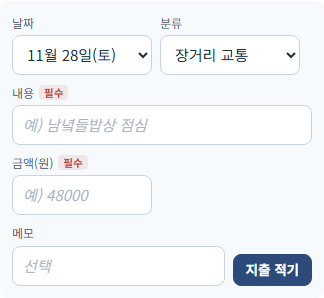 날짜 분류
11월 28일(토) 장거리 교통
내용 필수
예) 남녘들밥상 점심
금액(원) 필수
예) 48000
메모
선택 지출 적기